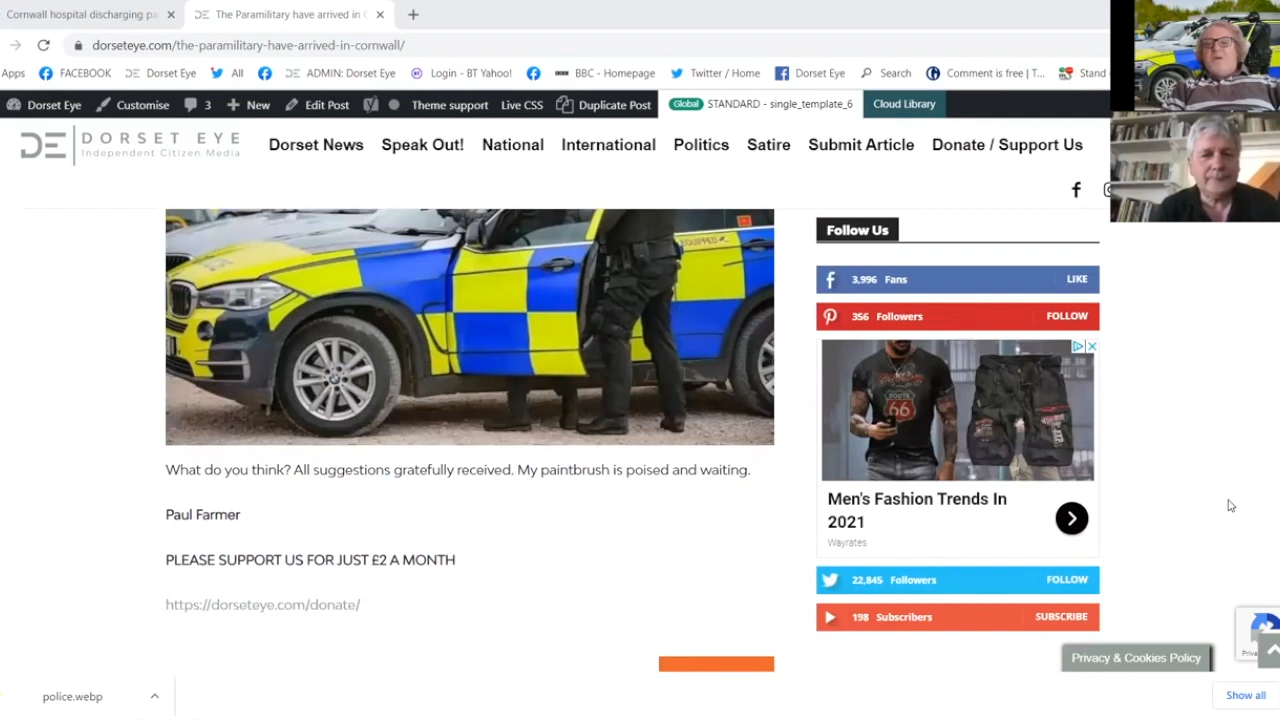 Cornwall hospital discharging pa
The Paramilitary have arrived in C
dorseteye.com/the-paramilitary-have-arrived-in-cornwall/
Apps
FACEBOOK
Dorset Eye
All
ADMIN: Dorset Eye
Login - BT Yahoo!
BBC - Homepage
Twitter / Home
Dorset Eye
Search
Comment is free | T...
Stand
Dorset Eye
Customise
3
New
Edit Post
Theme support
Live CSS
Duplicate Post
Global
STANDARD - single_template_6
Cloud Library
DE
DORSET EYE
Independent Citizen Media
Dorset News
Speak Out!
National
International
Politics
Satire
Submit Article
Donate / Support Us
EQUIPPED
Follow Us
3,996 Fans
LIKE
356 Followers
FOLLOW
ROUTE
66
Men's Fashion Trends In
2021
Wayrates
22,845 Followers
FOLLOW
198 Subscribers
SUBSCRIBE
What do you think? All suggestions gratefully received. My paintbrush is poised and waiting.
Paul Farmer
PLEASE SUPPORT US FOR JUST £2 A MONTH
https://dorseteye.com/donate/
Privacy & Cookies Policy
police.webp
Show all